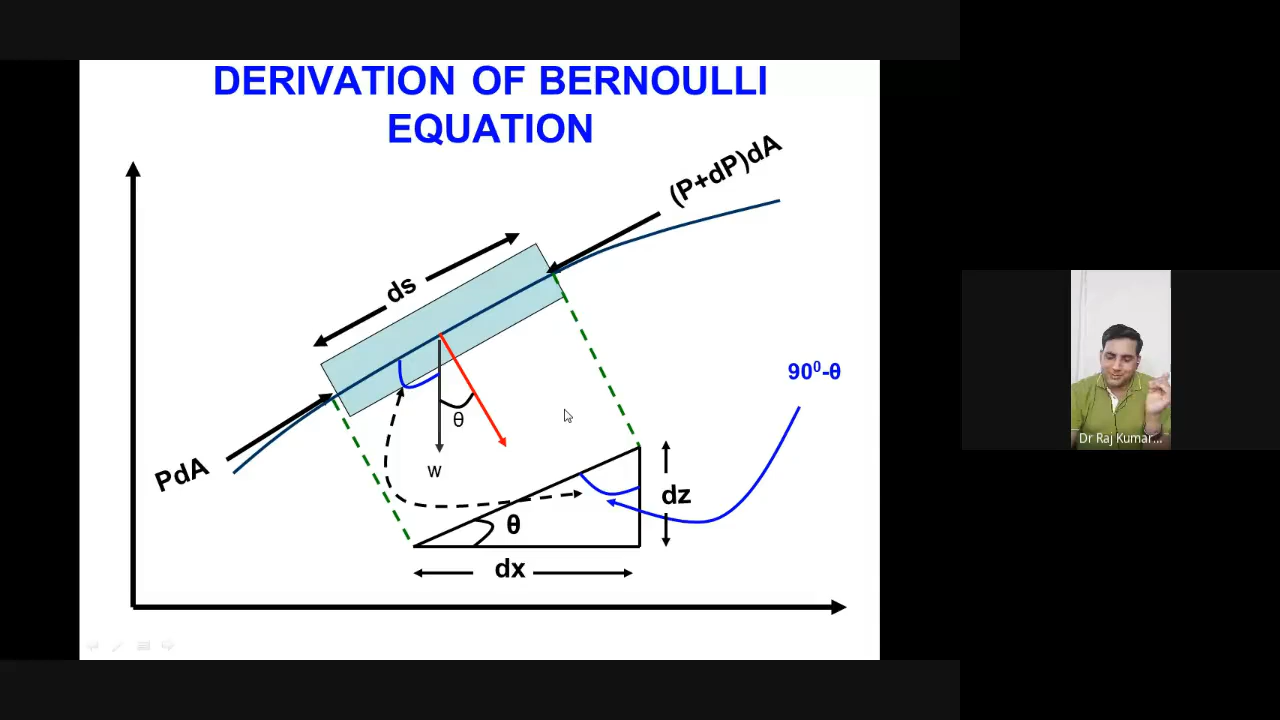 DERIVATION OF BERNOULLI
EQUATION
(P+dP)dA
ds
90⁰-θ
θ
PdA
w
dz
θ
dx
Dr Raj Kumar...